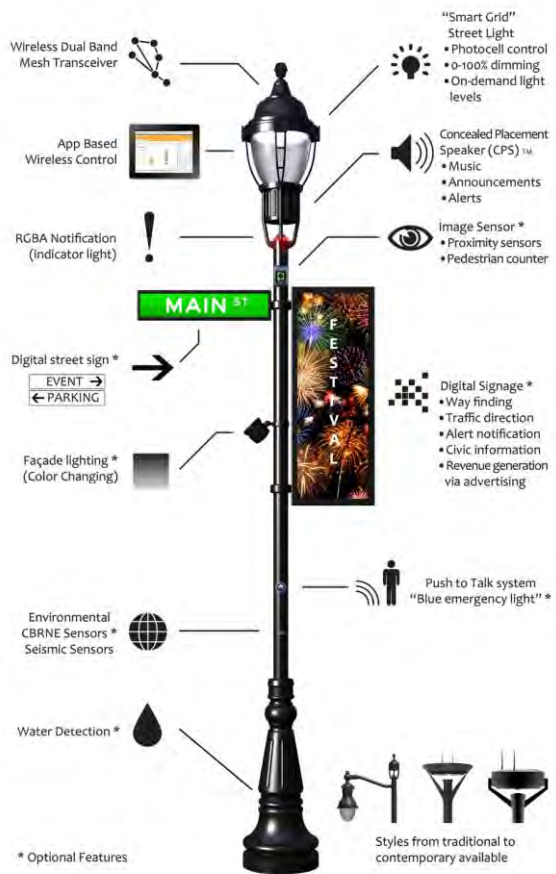 Wireless Dual Band
Mesh Transceiver
App Based
Wireless Control
RGBA Notification
(indicator light)
MAIN ST
Digital street sign *
EVENT →
← PARKING
Façade lighting *
(Color Changing)
Environmental
CBRNE Sensors *
Seismic Sensors
Water Detection *
* Optional Features
FESTIVAL
“Smart Grid”
Street Light
• Photocell control
• 0-100% dimming
• On-demand light
levels
Concealed Placement
Speaker (CPS) TM
• Music
• Announcements
• Alerts
Image Sensor *
• Proximity sensors
• Pedestrian counter
Digital Signage *
• Way finding
• Traffic direction
• Alert notification
• Civic information
• Revenue generation
via advertising
Push to Talk system
“Blue emergency light” *
Styles from traditional to
contemporary available